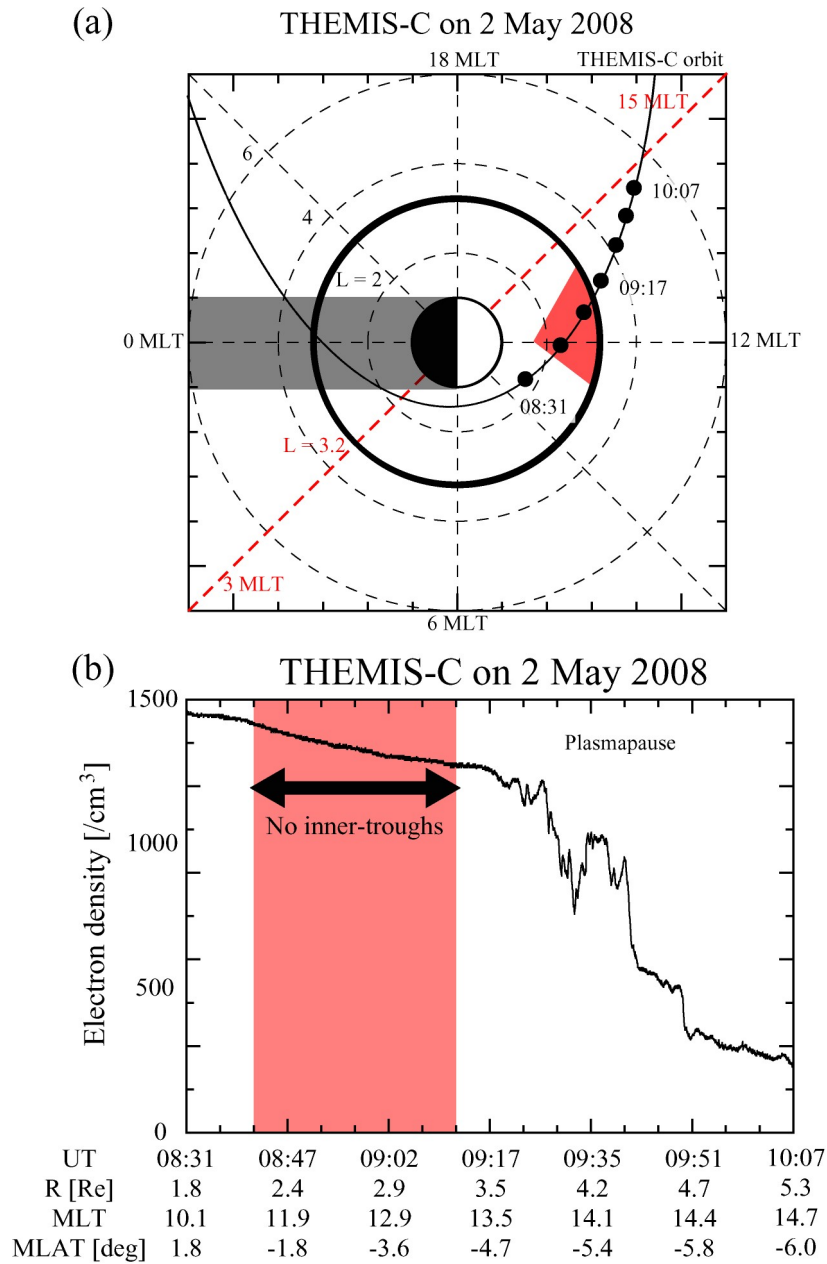 (a)
THEMIS-C on 2 May 2008
18 MLT
THEMIS-C orbit
15 MLT
6
10:07
4
L = 2
09:17
0 MLT
12 MLT
08:31
L = 3.2
3 MLT
6 MLT
(b)
THEMIS-C on 2 May 2008
1500
Plasmapause
No inner-troughs
1000
Electron density [/cm³]
500
0
UT 08:31 08:47 09:02 09:17 09:35 09:51 10:07
R [Re] 1.8 2.4 2.9 3.5 4.2 4.7 5.3
MLT 10.1 11.9 12.9 13.5 14.1 14.4 14.7
MLAT [deg] 1.8 -1.8 -3.6 -4.7 -5.4 -5.8 -6.0